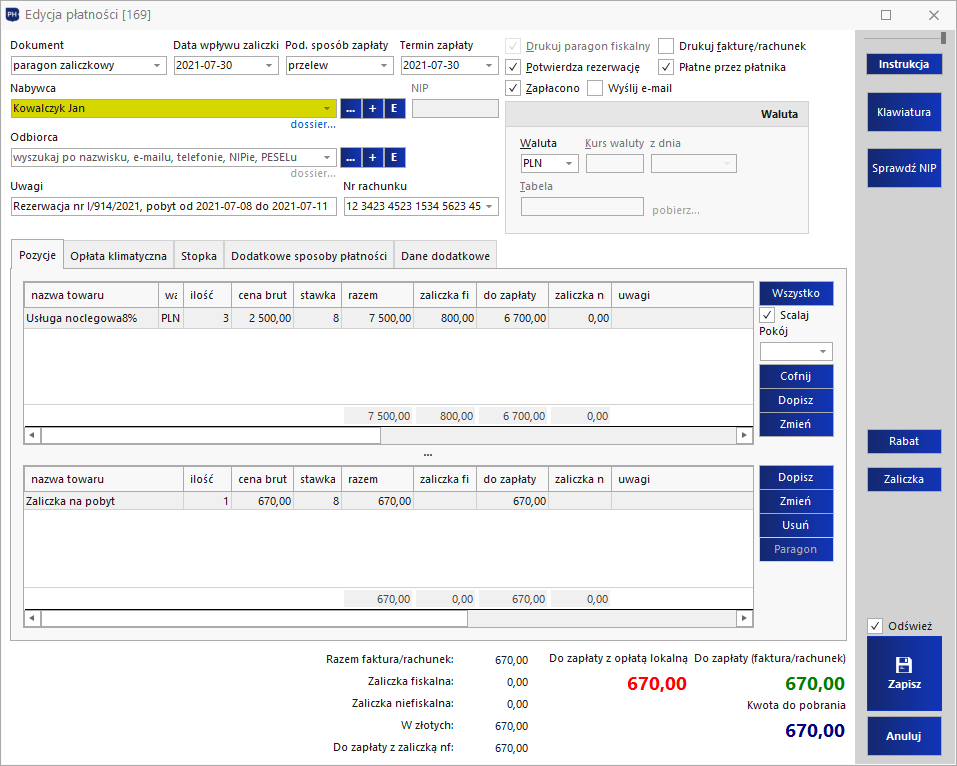 PH
Edycja płatności [169]
Dokument Data wpływu zaliczki Pod. sposób zapłaty Termin zapłaty
paragon zaliczkowy 2021-07-30 przelew 2021-07-30
Nabywca NIP
Kowalczyk Jan ... + E
dossier...
Odbiorca
wyszukaj po nazwisku, e-mailu, telefonie, NIPie, PESELu ... + E
dossier...
Uwagi Nr rachunku
Rezerwacja nr I/914/2021, pobyt od 2021-07-08 do 2021-07-11 12 3423 4523 1534 5623 45
Drukuj paragon fiskalny Drukuj fakturę/rachunek
Potwierdza rezerwację Płatne przez płatnika
Zapłacono Wyślij e-mail
Waluta
Waluta Kurs waluty z dnia
PLN
Tabela
pobierz...
Instrukcja
Klawiatura
Sprawdź NIP
Pozycje Opłata klimatyczna Stopka Dodatkowe sposoby płatności Dane dodatkowe
nazwa towaru wa ilość cena brut stawka razem zaliczka fi do zapłaty zaliczka n uwagi
Usługa noclegowa8% PLN 3 2 500,00 8 7 500,00 800,00 6 700,00 0,00
7 500,00 800,00 6 700,00 0,00
Wszystko
Scalaj
Pokój
Cofnij
Dopisz
Zmień
...
nazwa towaru ilość cena brut stawka razem zaliczka fi do zapłaty zaliczka n uwagi
Zaliczka na pobyt 1 670,00 8 670,00 670,00
670,00 0,00 670,00 0,00
Dopisz
Zmień
Usuń
Paragon
Rabat
Zaliczka
Razem faktura/rachunek: 670,00
Zaliczka fiskalna: 0,00
Zaliczka niefiskalna: 0,00
W złotych: 670,00
Do zapłaty z zaliczką nf: 670,00
Do zapłaty z opłatą lokalną Do zapłaty (faktura/rachunek)
670,00 670,00
Kwota do pobrania
670,00
Odśwież
Zapisz
Anuluj